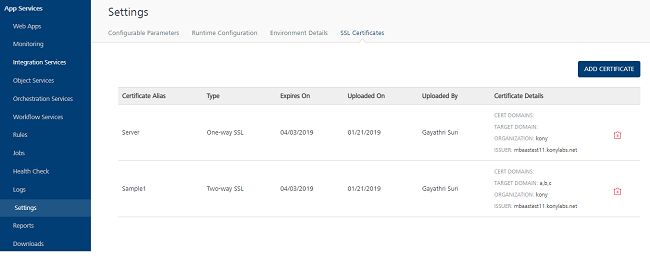 App Services
Web Apps
Monitoring
Integration Services
Object Services
Orchestration Services
Workflow Services
Rules
Jobs
Health Check
Logs
Settings
Reports
Downloads
Settings
Configurable Parameters Runtime Configuration Environment Details SSL Certificates
ADD CERTIFICATE
Certificate Alias Type Expires On Uploaded On Uploaded By Certificate Details
Server One-way SSL 04/03/2019 01/21/2019 Gayathri Suri
CERT DOMAINS:
TARGET DOMAIN:
ORGANIZATION: kony
ISSUER: mbaastest11.konylabs.net
Sample1 Two-way SSL 04/03/2019 01/21/2019 Gayathri Suri
CERT DOMAINS:
TARGET DOMAIN: a,b,c
ORGANIZATION: kony
ISSUER: mbaastest11.konylabs.net